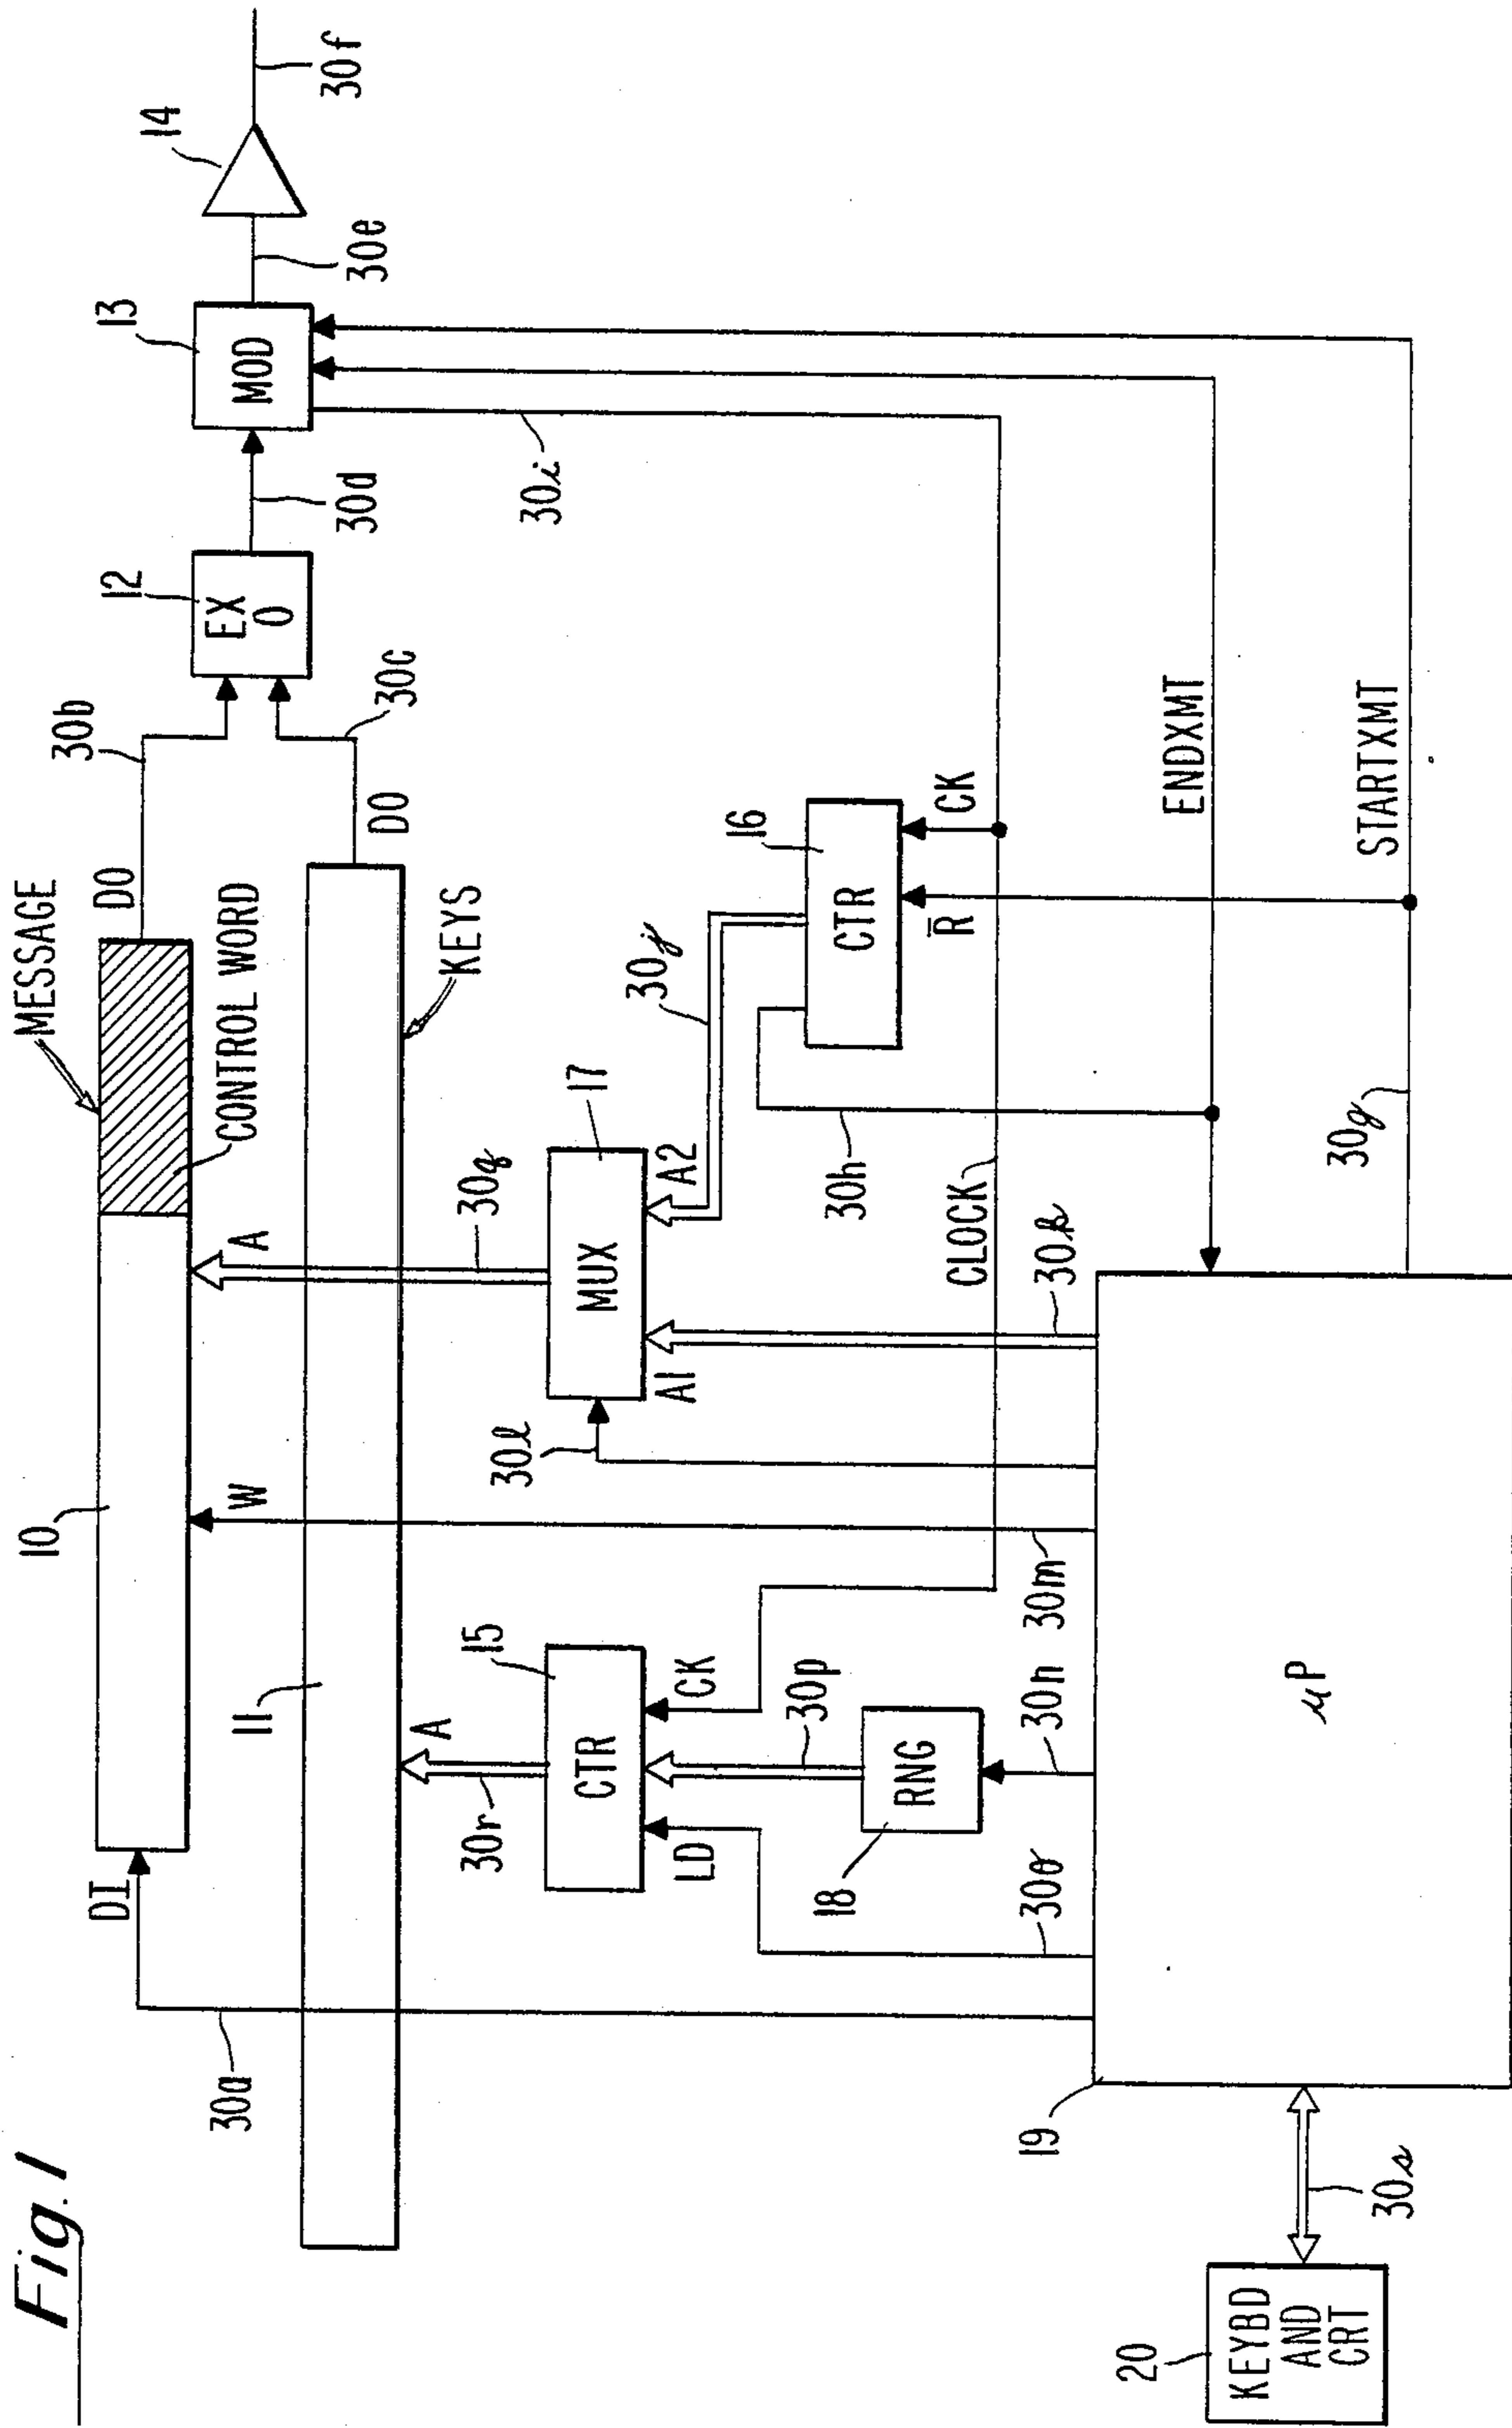 Fig. 1
MESSAGE
10
DI
DO
30b
CONTROL WORD
30a
W
A
11
KEYS
DO
30c
12
EX
O
30d
13
MOD
30e
14
30f
30i
A
30r
15
CTR
LD
CK
30p
18
RNG
30n
30o
30m
30q
17
MUX
30l
A1
A2
30k
30j
16
CTR
R̅
CK
30h
CLOCK
ENDXMT
STARTXMT
30g
19
µP
20
KEYBD
AND
CRT
30s